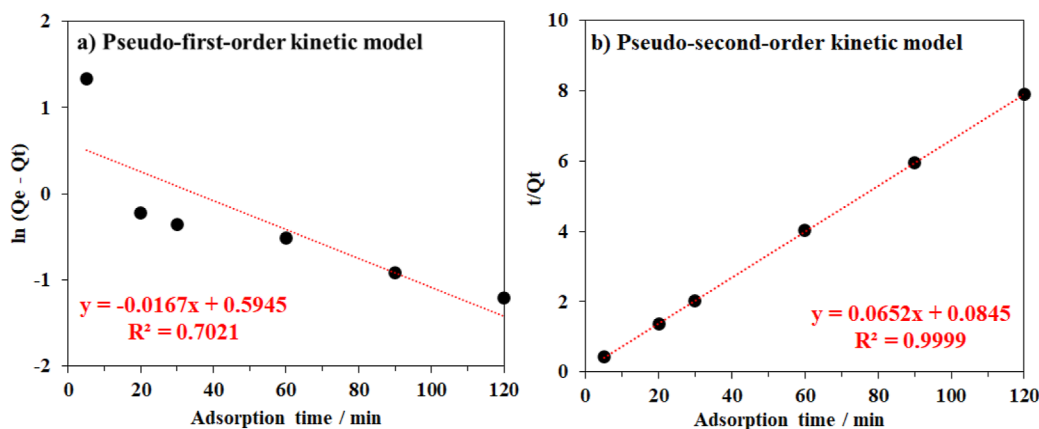 a) Pseudo-first-order kinetic model
2
1
0
-1
-2
ln (Qe - Qt)
y = -0.0167x + 0.5945
R² = 0.7021
0 20 40 60 80 100 120
Adsorption time / min
b) Pseudo-second-order kinetic model
10
8
6
4
2
0
t/Qt
y = 0.0652x + 0.0845
R² = 0.9999
0 20 40 60 80 100 120
Adsorption time / min